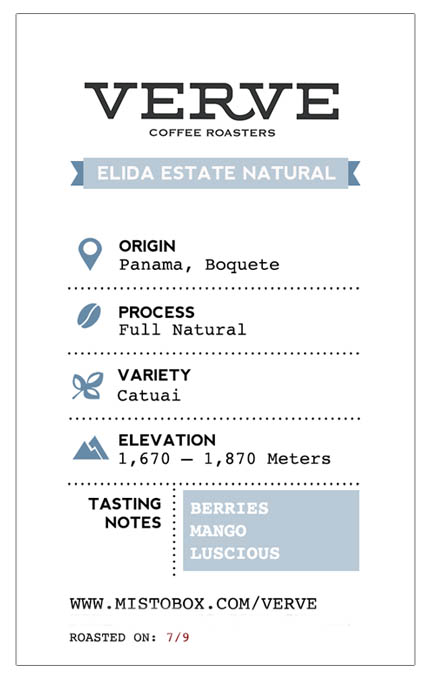 VERVE
COFFEE ROASTERS
ELIDA ESTATE NATURAL
ORIGIN
Panama, Boquete
PROCESS
Full Natural
VARIETY
Catuai
ELEVATION
1,670 – 1,870 Meters
TASTING
NOTES
BERRIES
MANGO
LUSCIOUS
WWW.MISTOBOX.COM/VERVE
ROASTED ON: 7/9